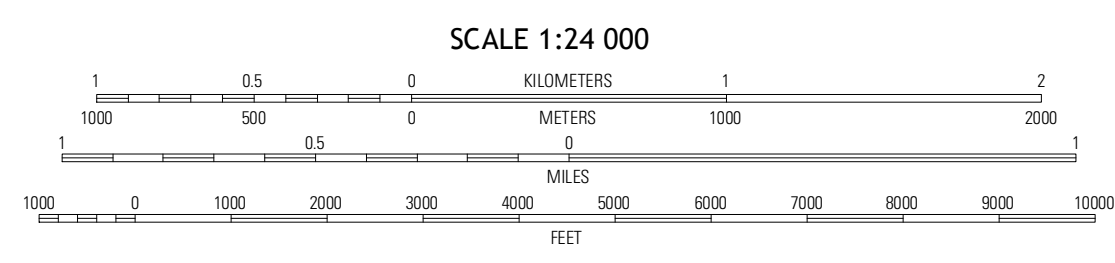 SCALE 1:24 000
1 0.5 0 KILOMETERS 1 2
1000 500 0 METERS 1000 2000
1 0.5 0 1
MILES
1000 0 1000 2000 3000 4000 5000 6000 7000 8000 9000 10000
FEET